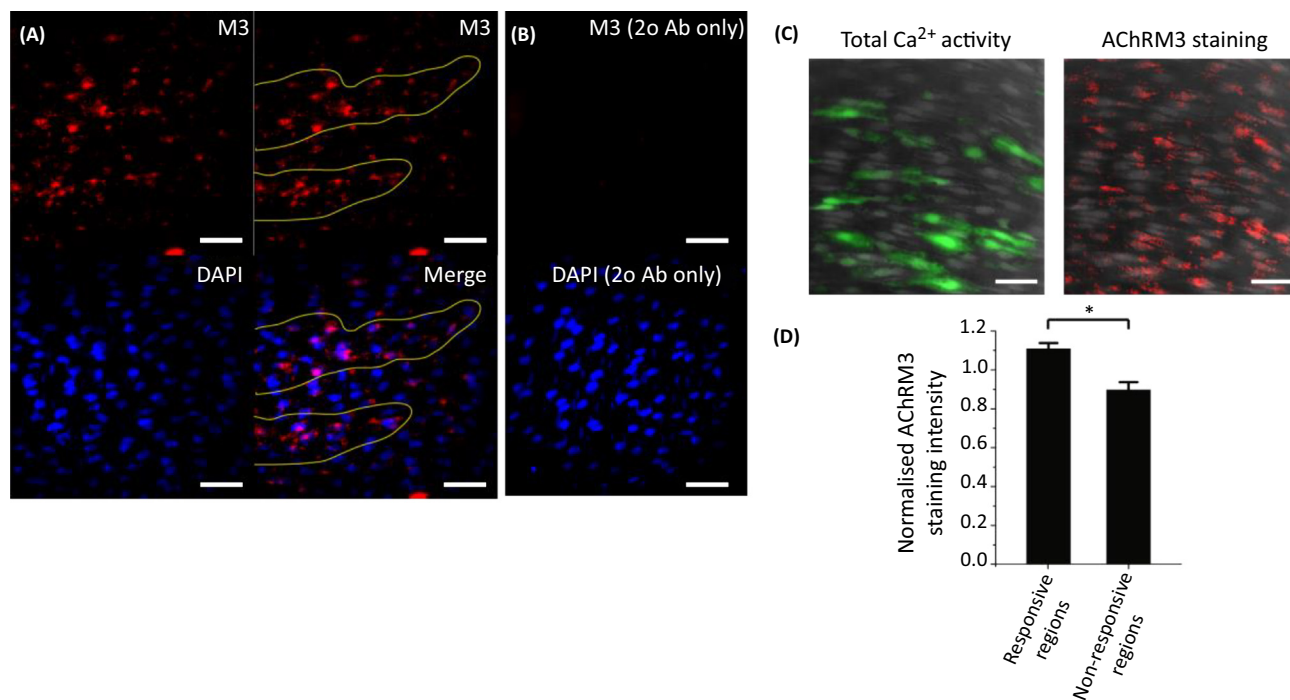 (A)
M3
M3
DAPI
Merge
(B)
M3 (2o Ab only)
DAPI (2o Ab only)
(C)
Total Ca²⁺ activity
AChRM3 staining
(D)
*
Normalised AChRM3
staining intensity
1.2
1.0
0.8
0.6
0.4
0.2
0.0
Responsive
regions
Non-responsive
regions